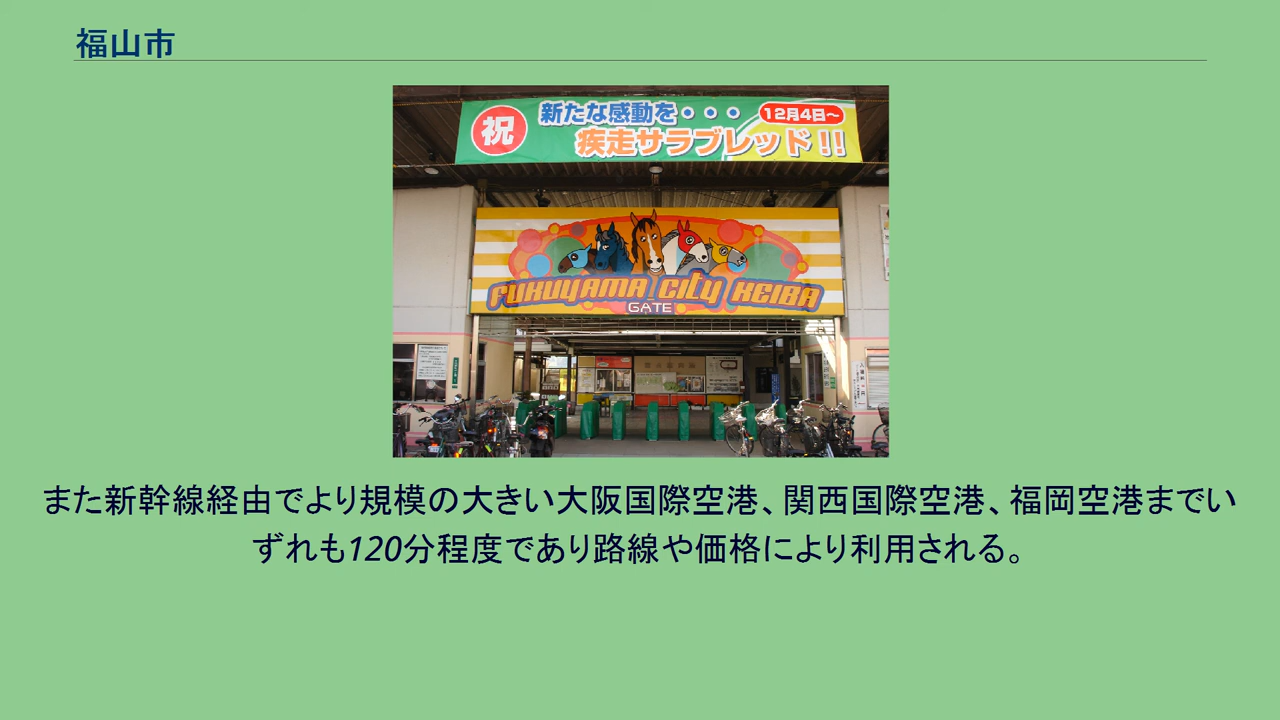 福山市
祝 新たな感動を・・・ 12月4日~
疾走サラブレッド!!
FUKUYAMA CITY KEIBA
GATE
また新幹線経由でより規模の大きい大阪国際空港、関西国際空港、福岡空港までい
ずれも120分程度であり路線や価格により利用される。